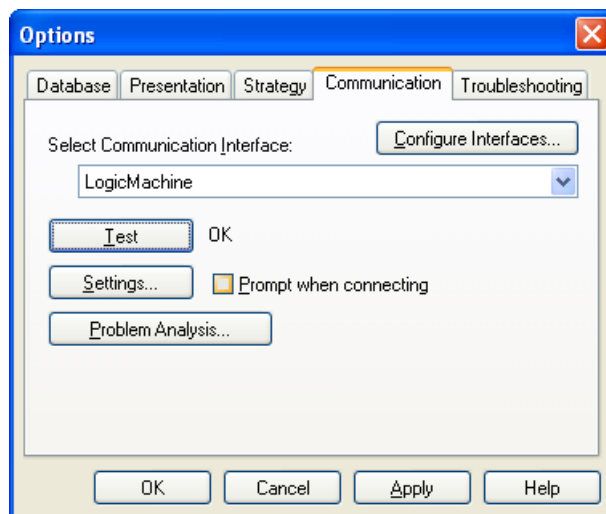 Options
Database Presentation Strategy Communication Troubleshooting
Configure Interfaces...
Select Communication Interface:
LogicMachine
Test OK
Settings... Prompt when connecting
Problem Analysis...
OK Cancel Apply Help